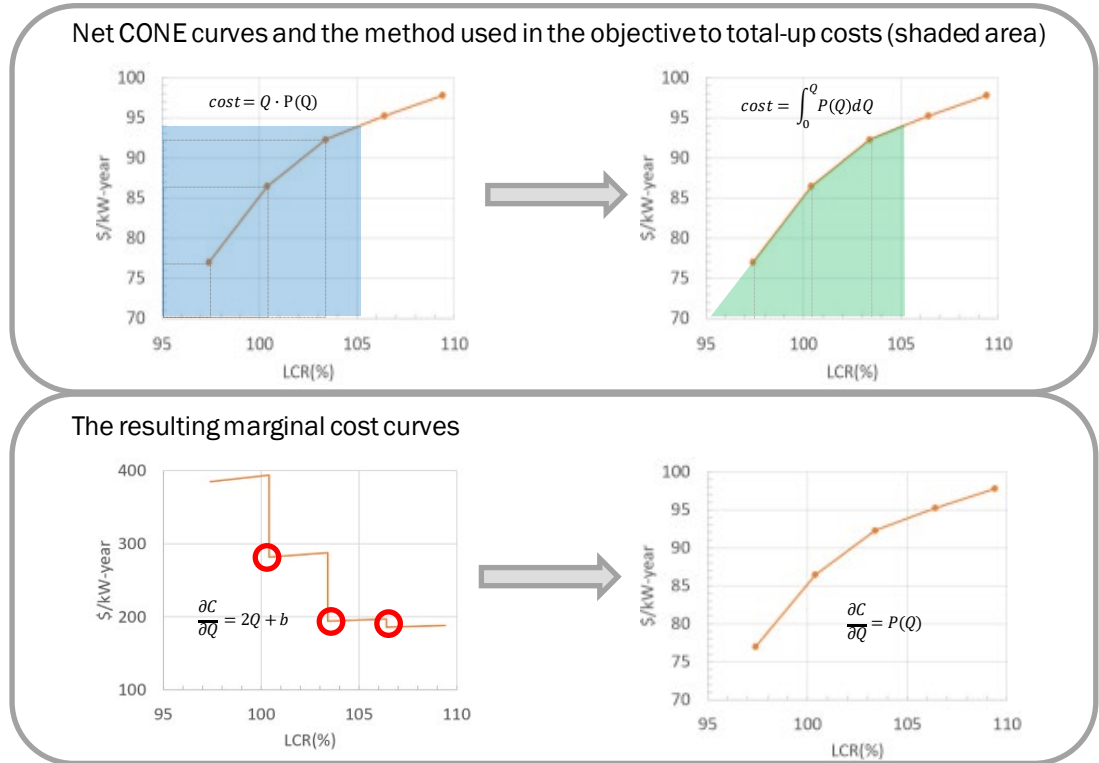 Net CONE curves and the method used in the objective to total-up costs (shaded area)
100
95
90
85
80
75
70
$/kW-year
cost = Q · P(Q)
95 100 105 110
LCR(%)
100
95
90
85
80
75
70
$/kW-year
cost = ∫₀^Q P(Q)dQ
95 100 105 110
LCR(%)
The resulting marginal cost curves
400
300
200
100
$/kW-year
∂C/∂Q = 2Q + b
95 100 105 110
LCR(%)
100
95
90
85
80
75
70
$/kW-year
∂C/∂Q = P(Q)
95 100 105 110
LCR(%)